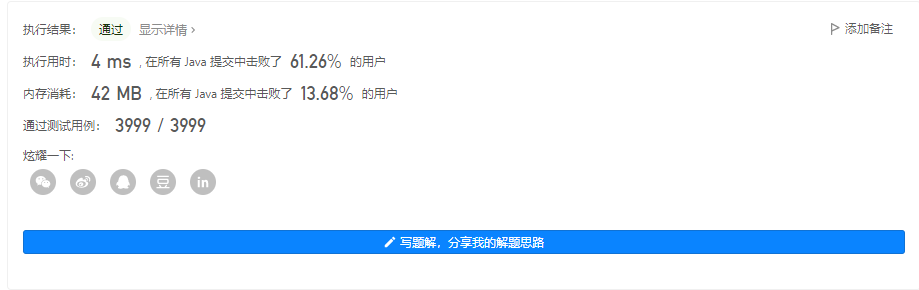 执行结果： 通过 显示详情 › 添加备注
执行用时： 4 ms , 在所有 Java 提交中击败了 61.26% 的用户
内存消耗： 42 MB , 在所有 Java 提交中击败了 13.68% 的用户
通过测试用例： 3999 / 3999
炫耀一下:
豆 in
写题解，分享我的解题思路